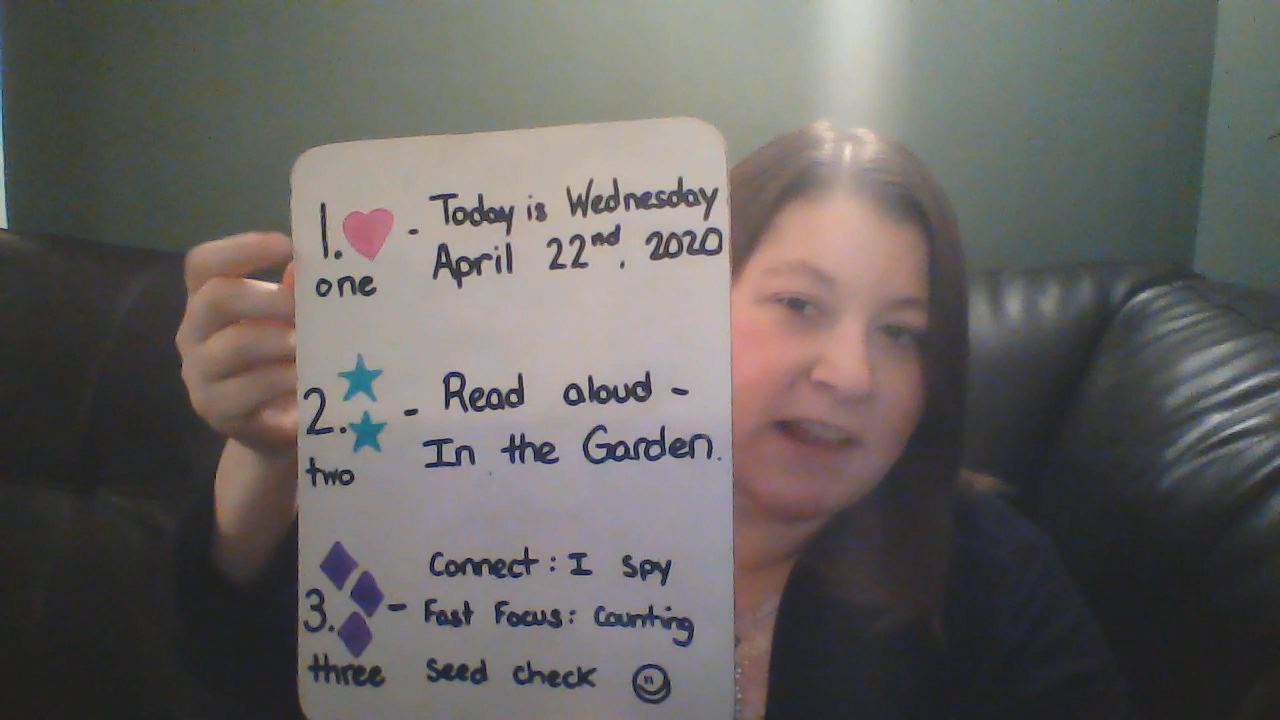 1. - Today is Wednesday
one April 22nd. 2020
2. - Read aloud -
two In the Garden.
Connect: I Spy
3. - Fast Focus: Counting
three seed check